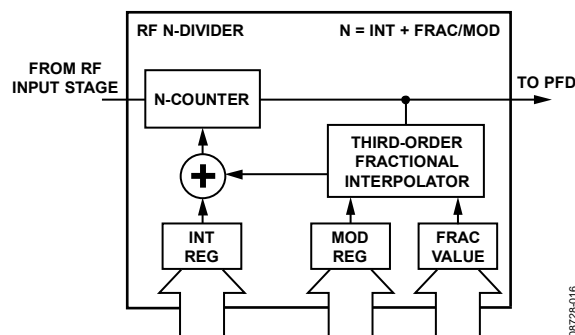 RF N-DIVIDER
N = INT + FRAC/MOD
FROM RF
INPUT STAGE
TO PFD
N-COUNTER
THIRD-ORDER
FRACTIONAL
INTERPOLATOR
+
INT
REG
MOD
REG
FRAC
VALUE
08728-016